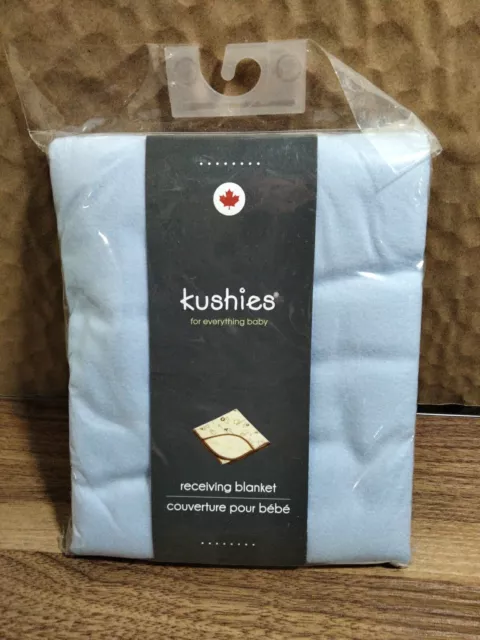 kushies®
for everything baby
receiving blanket
couverture pour bébé